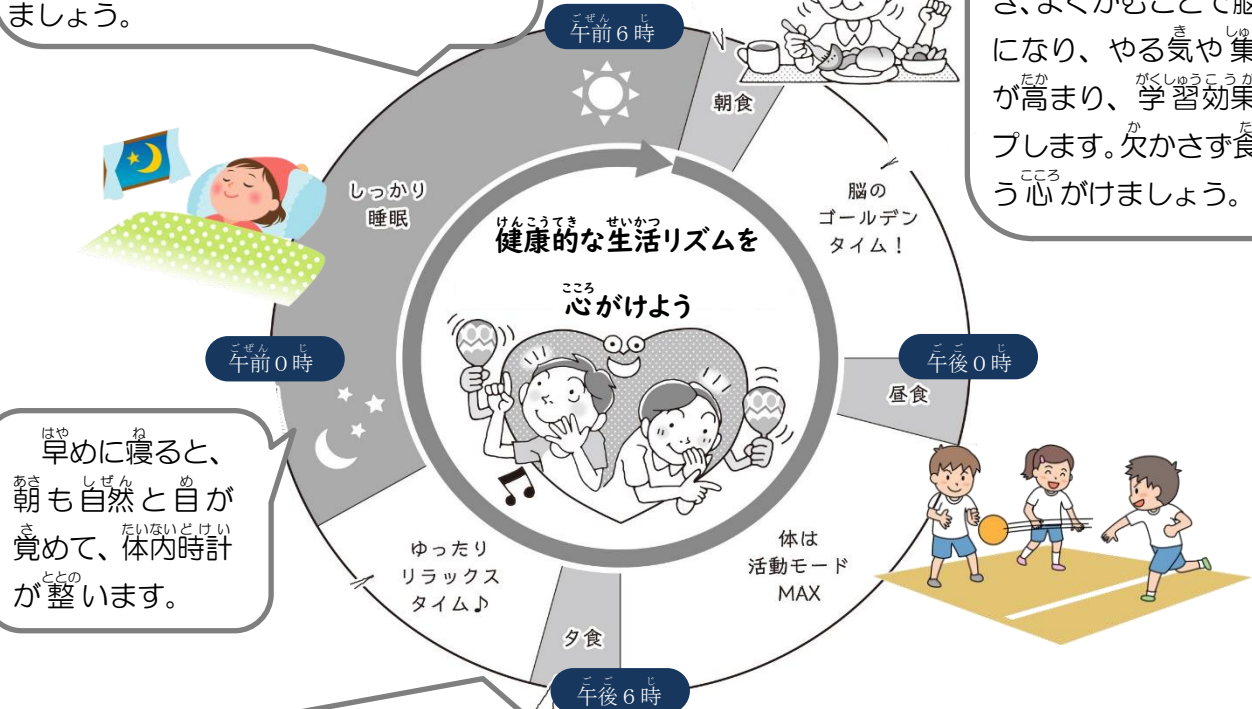 ましょう。
午前6時
さ、よくかむことで脳
になり、やる気や集
が高まり、学習効果
プします。欠かさず食
う心がけましょう。
朝食
しっかり
睡眠
脳の
ゴールデン
タイム！
健康的な生活リズムを
心がけよう
午前０時
午後０時
昼食
早めに寝ると、
朝も自然と目が
覚めて、体内時計
が整います。
ゆったり
リラックス
タイム♪
体は
活動モード
MAX
夕食
午後６時